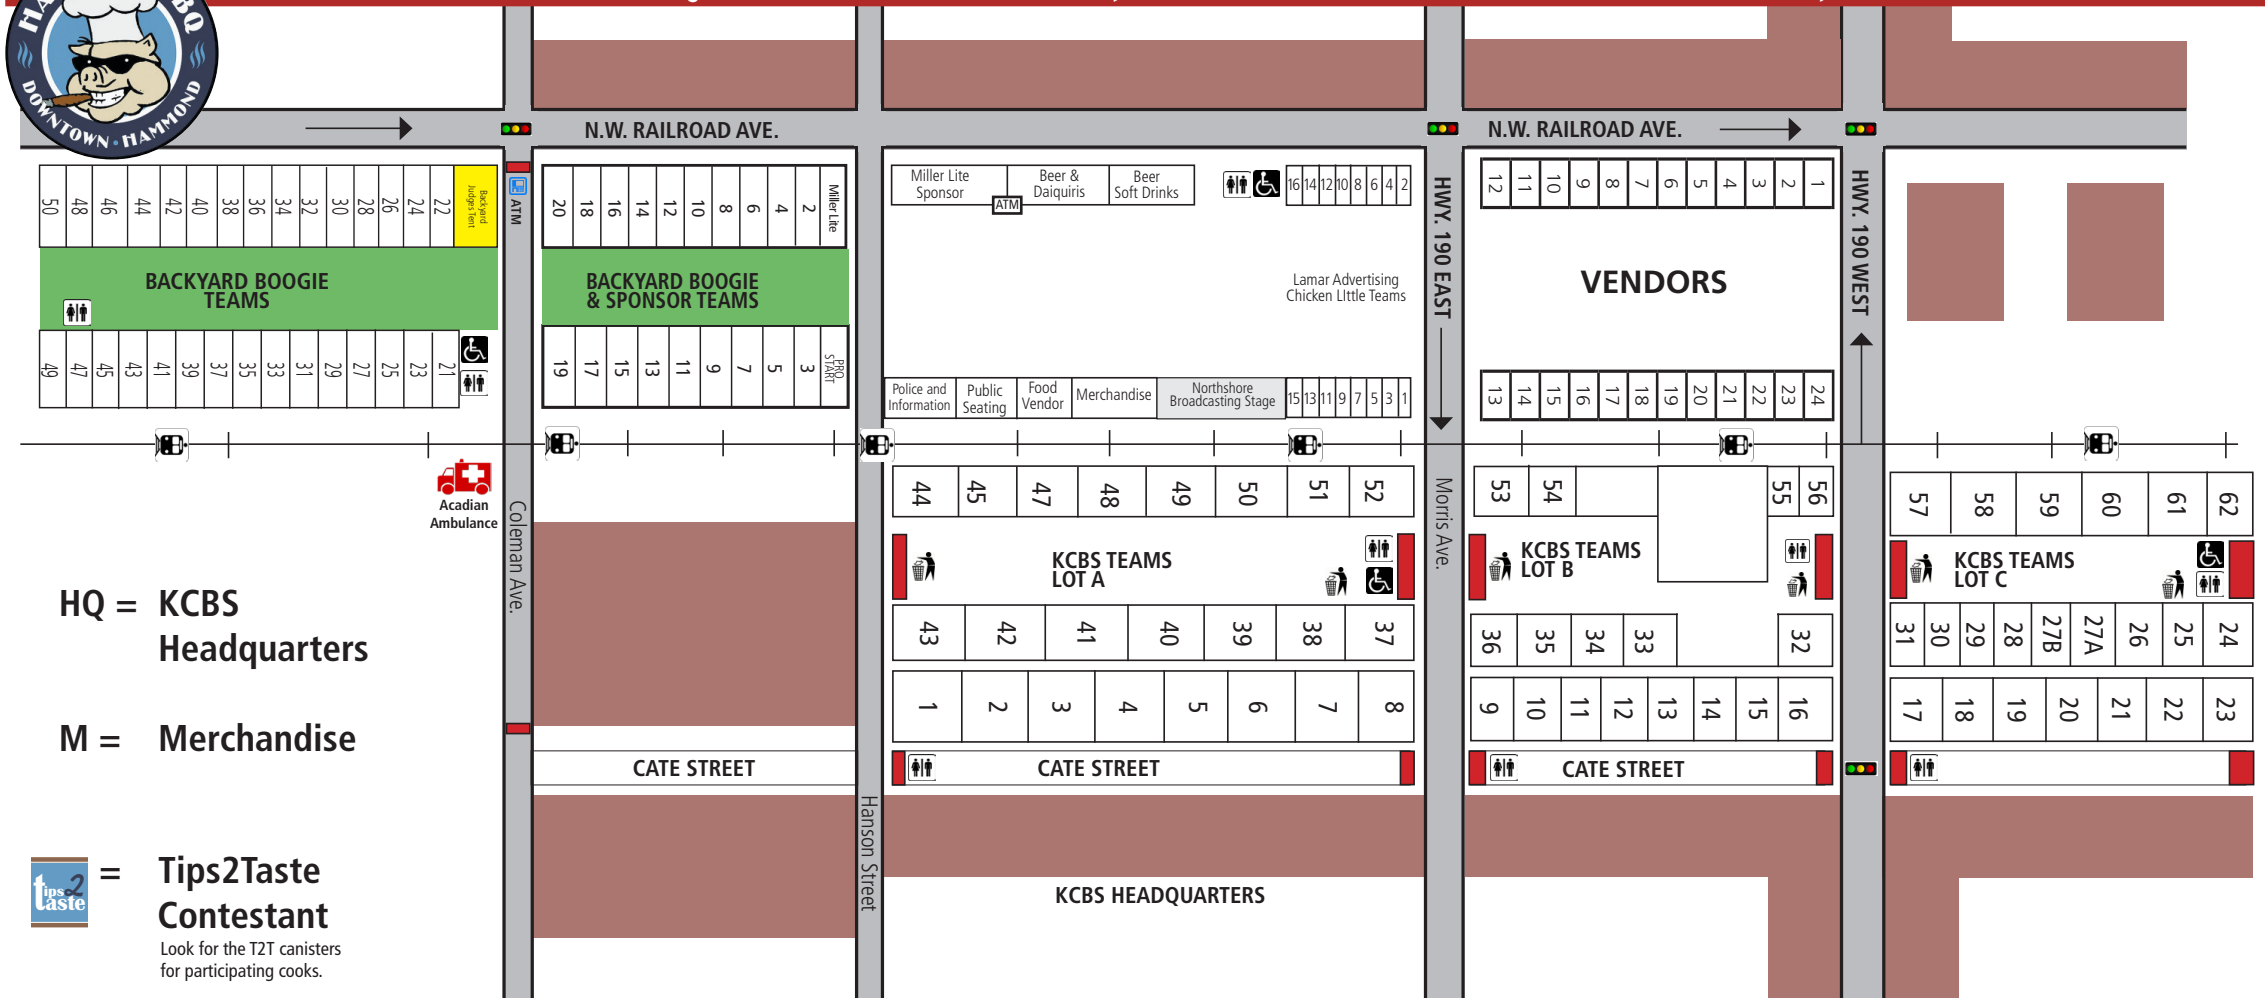 DOWNTOWN • HAMMOND
BBQ
N.W. RAILROAD AVE.
N.W. RAILROAD AVE.
50 48 46 44 42 40 38 36 34 32 30 28 26 24 22
Backyard
Judges Tent
ATM
20 18 16 14 12 10 8 6 4 2 Miller Lite
Miller Lite
Sponsor
ATM
Beer &
Daiquiris
Beer
Soft Drinks
16 14 12 10 8 6 4 2
HWY. 190 EAST
12 11 10 9 8 7 6 5 4 3 2 1
HWY. 190 WEST
BACKYARD BOOGIE
TEAMS
BACKYARD BOOGIE
& SPONSOR TEAMS
Lamar Advertising
Chicken LIttle Teams
VENDORS
49 47 45 43 41 39 37 35 33 31 29 27 25 23 21
19 17 15 13 11 9 7 5 3
PRO
START
Police and
Information
Public
Seating
Food
Vendor
Merchandise
Northshore
Broadcasting Stage
15 13 11 9 7 5 3 1
13 14 15 16 17 18 19 20 21 22 23 24
Acadian
Ambulance
Coleman Ave.
44 45 47 48 49 50 51 52
Morris Ave.
53 54 55 56
57 58 59 60 61 62
KCBS TEAMS
LOT A
KCBS TEAMS
LOT B
KCBS TEAMS
LOT C
43 42 41 40 39 38 37
36 35 34 33 32
31 30 29 28 27B 27A 26 25 24
1 2 3 4 5 6 7 8
9 10 11 12 13 14 15 16
17 18 19 20 21 22 23
CATE STREET
CATE STREET
CATE STREET
Hanson Street
KCBS HEADQUARTERS
HQ = KCBS
Headquarters
M = Merchandise
tips2
taste
= Tips2Taste
Contestant
Look for the T2T canisters
for participating cooks.